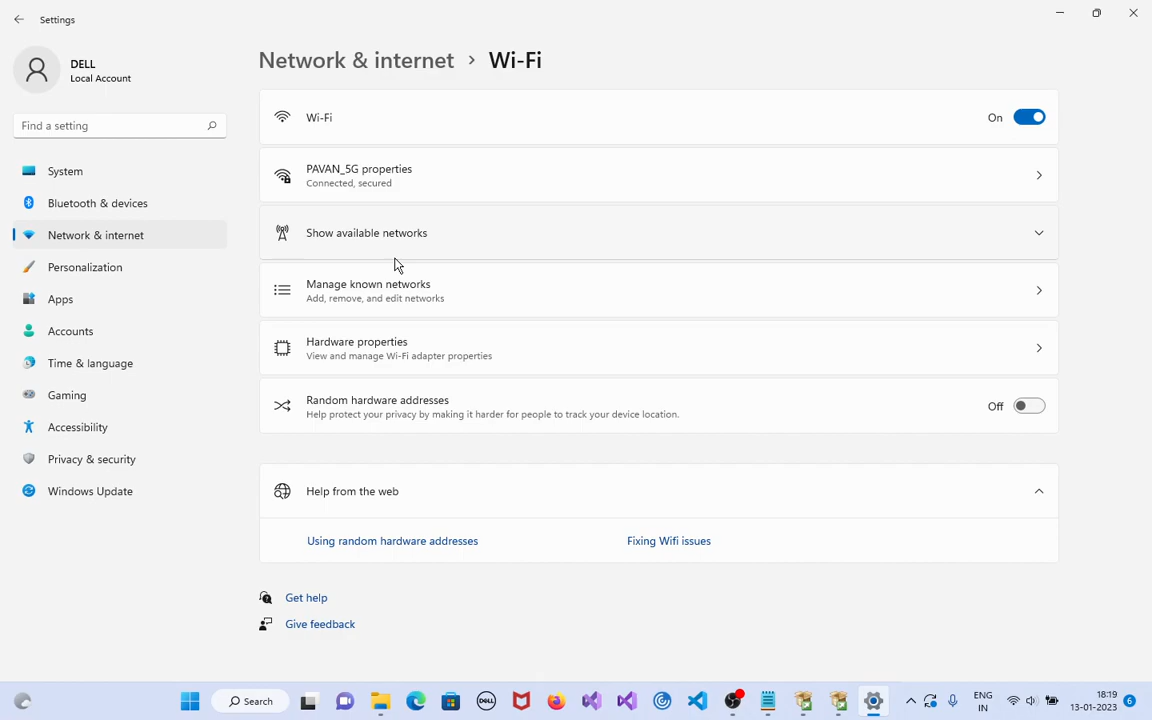 Settings
DELL
Local Account
Find a setting
System
Bluetooth & devices
Network & internet
Personalization
Apps
Accounts
Time & language
Gaming
Accessibility
Privacy & security
Windows Update
Network & internet > Wi-Fi
Wi-Fi
On
PAVAN_5G properties
Connected, secured
Show available networks
Manage known networks
Add, remove, and edit networks
Hardware properties
View and manage Wi-Fi adapter properties
Random hardware addresses
Help protect your privacy by making it harder for people to track your device location.
Off
Help from the web
Using random hardware addresses
Fixing Wifi issues
Get help
Give feedback
Search
DELL
ENG
IN
18:19
13-01-2023
6